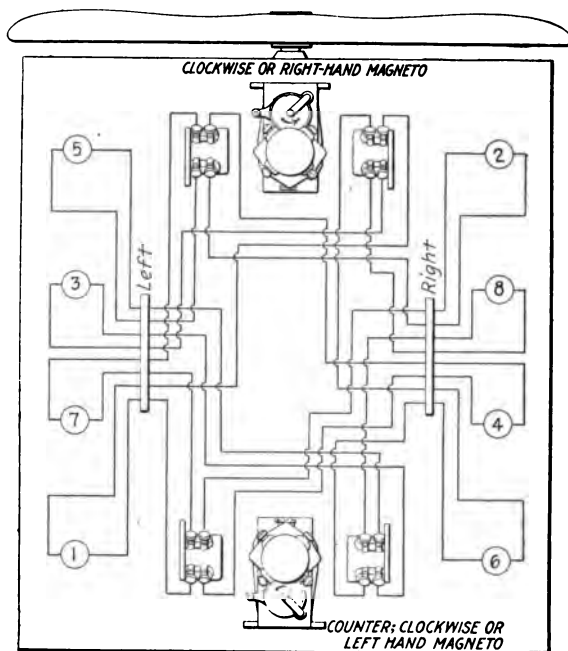 CLOCKWISE OR RIGHT-HAND MAGNETO
5
2
Left
Right
3
8
7
4
1
6
COUNTER; CLOCKWISE OR
LEFT HAND MAGNETO